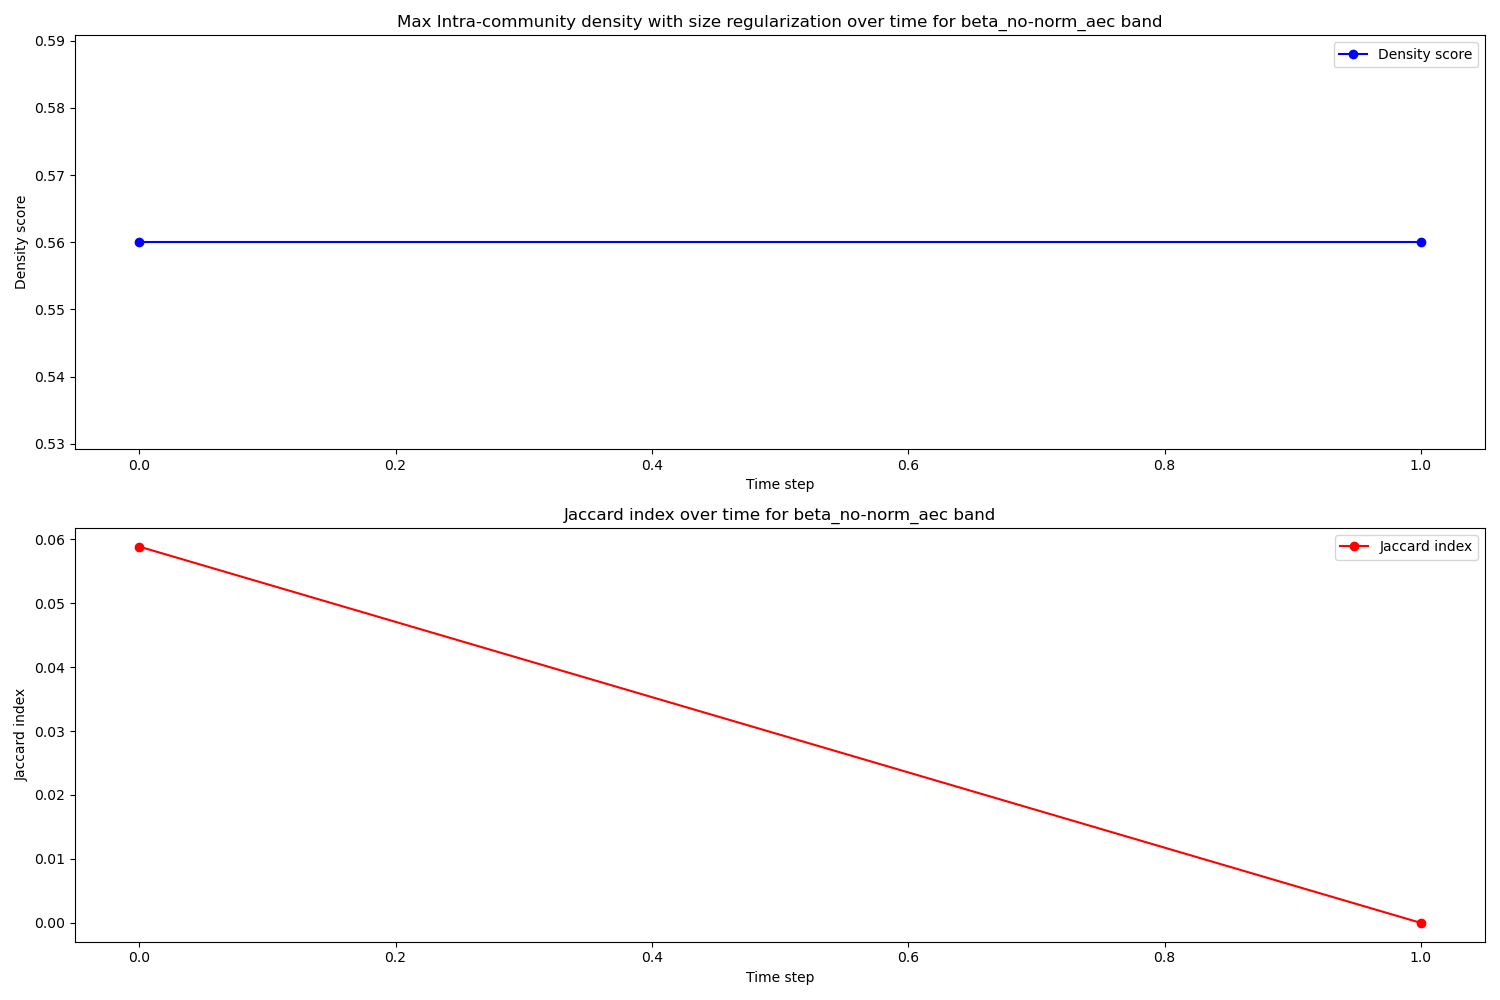 Max Intra-community density with size regularization over time for beta_no-norm_aec band
Density score
0.59
0.58
0.57
0.56
0.55
0.54
0.53
Density score
0.0 0.2 0.4 0.6 0.8 1.0
Time step
Jaccard index over time for beta_no-norm_aec band
Jaccard index
0.06
0.05
0.04
0.03
0.02
0.01
0.00
Jaccard index
0.0 0.2 0.4 0.6 0.8 1.0
Time step